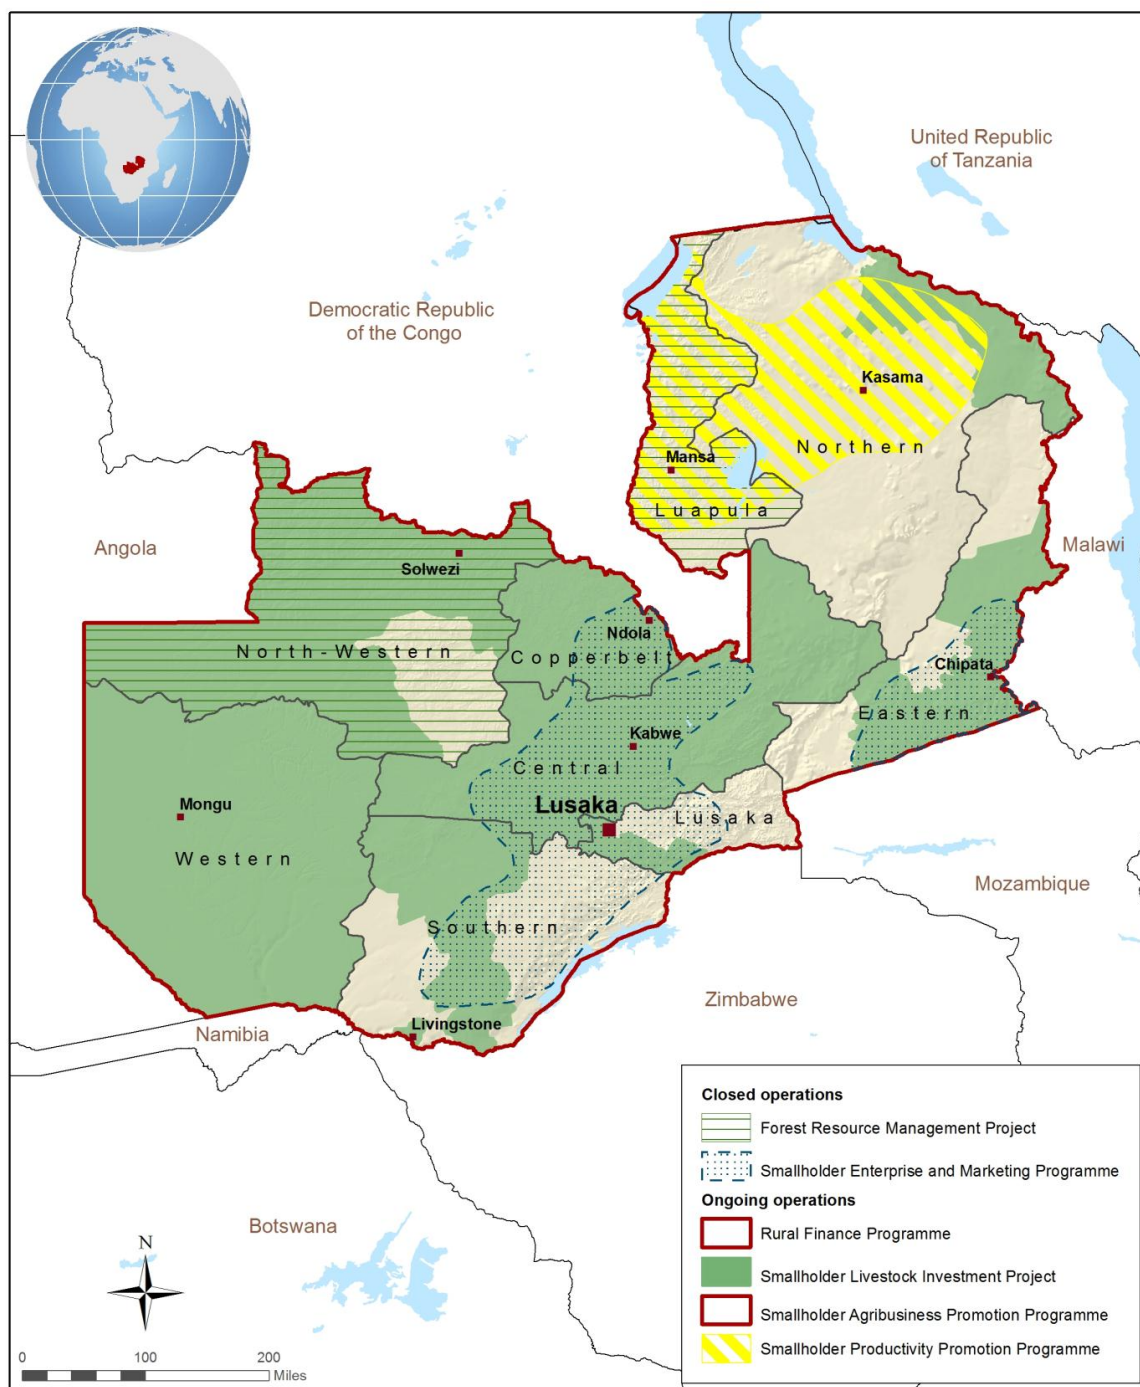 United Republic
of Tanzania
Democratic Republic
of the Congo
Kasama
Northern
Mansa
Luapula
Angola
Malawi
Solwezi
Ndola
North-Western
Copperbelt
Chipata
Eastern
Kabwe
Central
Mongu
Lusaka
Lusaka
Western
Mozambique
Southern
Zimbabwe
Livingstone
Namibia
Botswana
N
0 100 200
Miles
Closed operations
Forest Resource Management Project
Smallholder Enterprise and Marketing Programme
Ongoing operations
Rural Finance Programme
Smallholder Livestock Investment Project
Smallholder Agribusiness Promotion Programme
Smallholder Productivity Promotion Programme